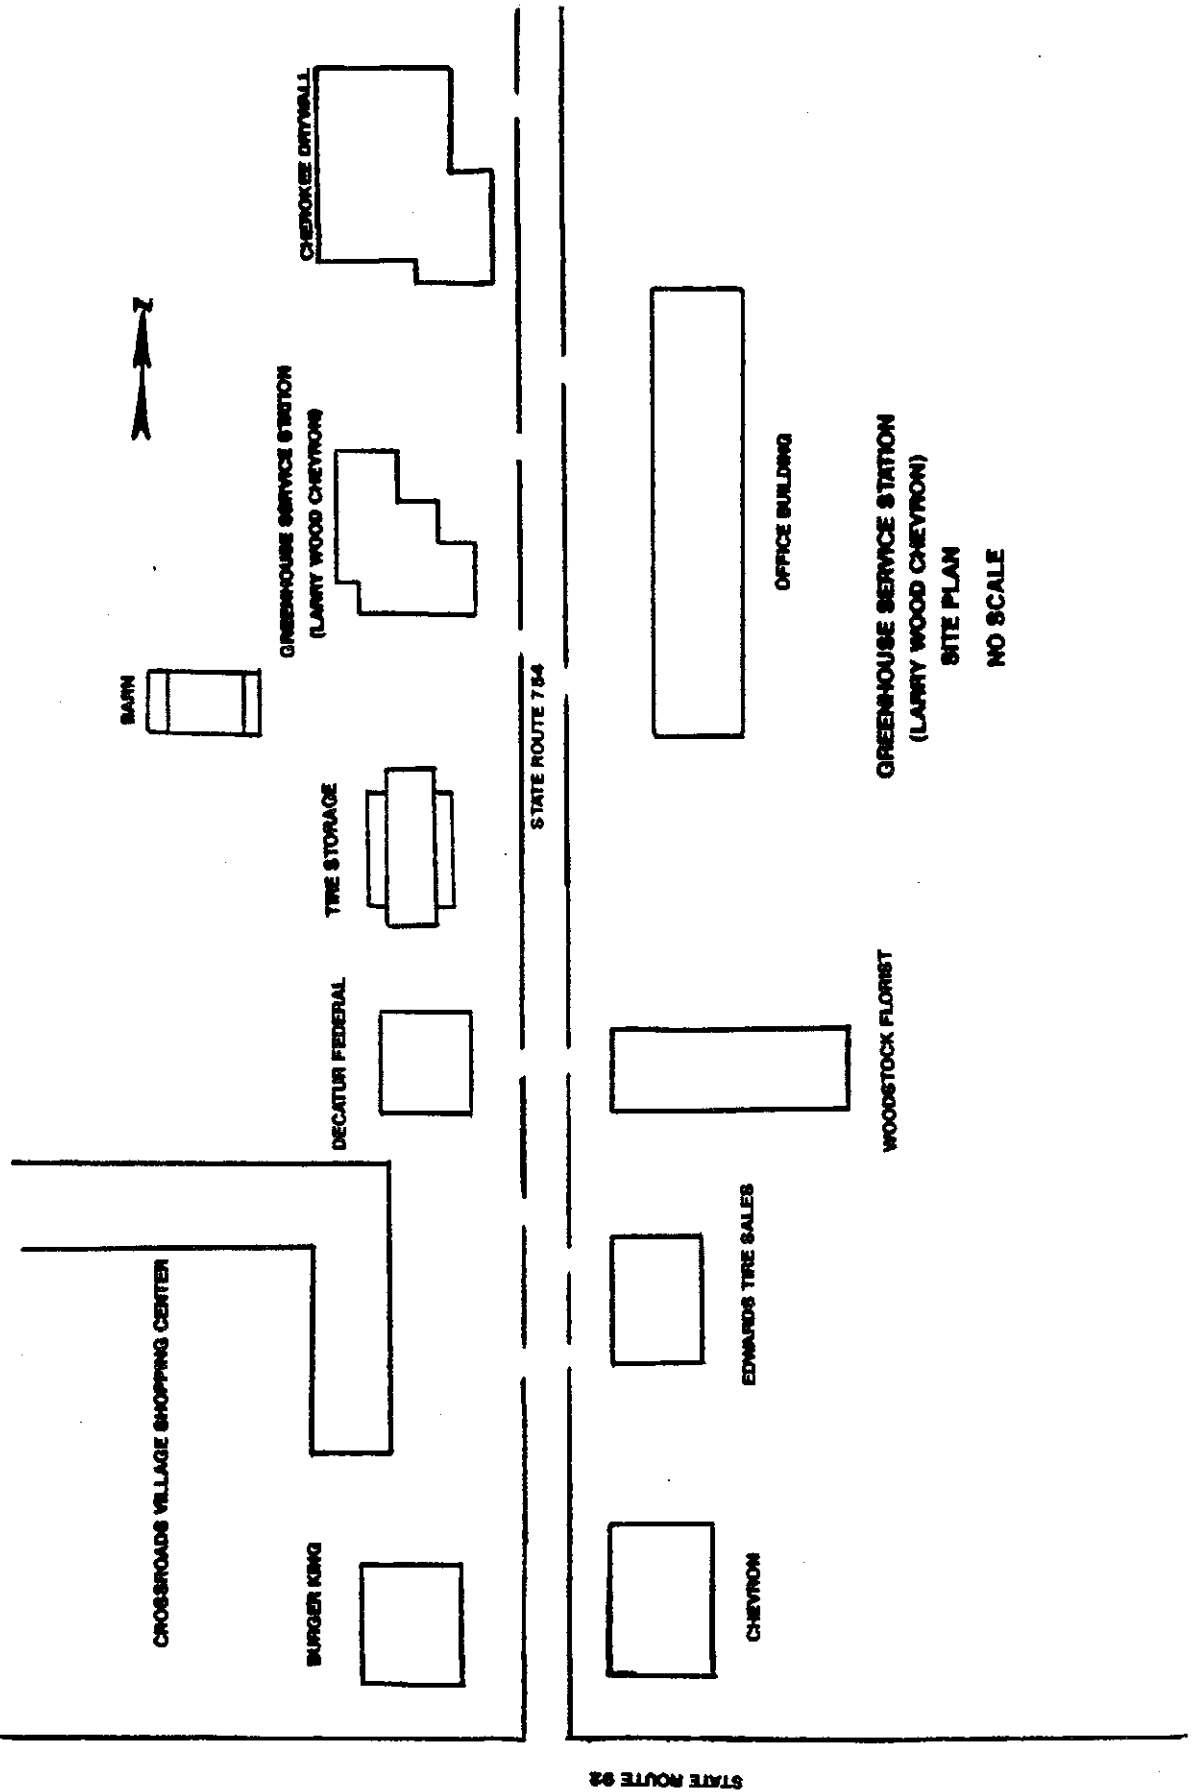 CHEROKEE DRYWALL
N
GREENHOUSE SERVICE STATION
(LARRY WOOD CHEVRON)
BARN
TIRE STORAGE
STATE ROUTE 754
DECATUR FEDERAL
CROSSROADS VILLAGE SHOPPING CENTER
BURGER KING
OFFICE BUILDING
WOODSTOCK FLORIST
EDWARDS TIRE SALES
CHEVRON
STATE ROUTE 92
GREENHOUSE SERVICE STATION
(LARRY WOOD CHEVRON)
SITE PLAN
NO SCALE